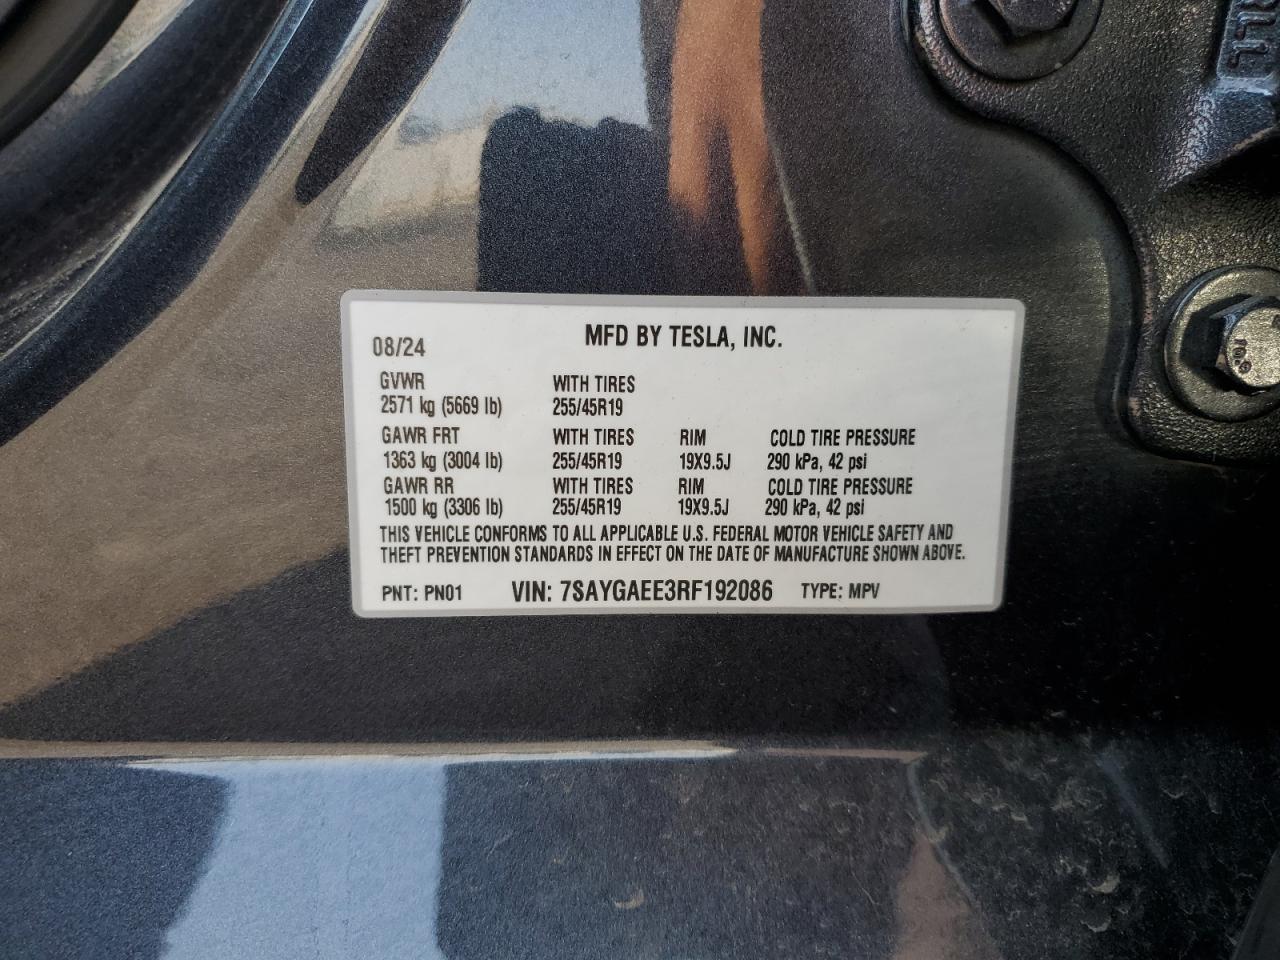 MFD BY TESLA, INC.
08/24
GVWR WITH TIRES
2571 kg (5669 lb) 255/45R19
GAWR FRT WITH TIRES RIM COLD TIRE PRESSURE
1363 kg (3004 lb) 255/45R19 19X9.5J 290 kPa, 42 psi
GAWR RR WITH TIRES RIM COLD TIRE PRESSURE
1500 kg (3306 lb) 255/45R19 19X9.5J 290 kPa, 42 psi
THIS VEHICLE CONFORMS TO ALL APPLICABLE U.S. FEDERAL MOTOR VEHICLE SAFETY AND
THEFT PREVENTION STANDARDS IN EFFECT ON THE DATE OF MANUFACTURE SHOWN ABOVE.
PNT: PN01 VIN: 7SAYGAEE3RF192086 TYPE: MPV